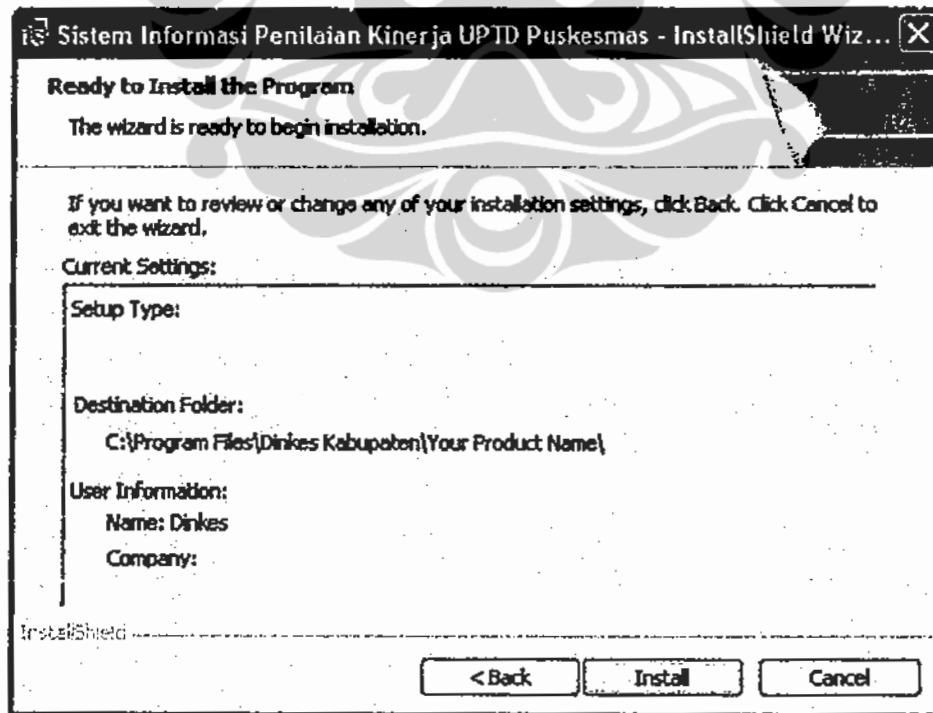 Sistem Informasi Penilaian Kinerja UPTD Puskesmas - InstallShield Wiz...
Ready to Install the Program
The wizard is ready to begin installation.
If you want to review or change any of your installation settings, click Back. Click Cancel to
exit the wizard.
Current Settings:
Setup Type:
Destination Folder:
C:\Program Files\Dinkes Kabupaten\Your Product Name\
User Information:
Name: Dinkes
Company:
InstallShield
< Back
Install
Cancel